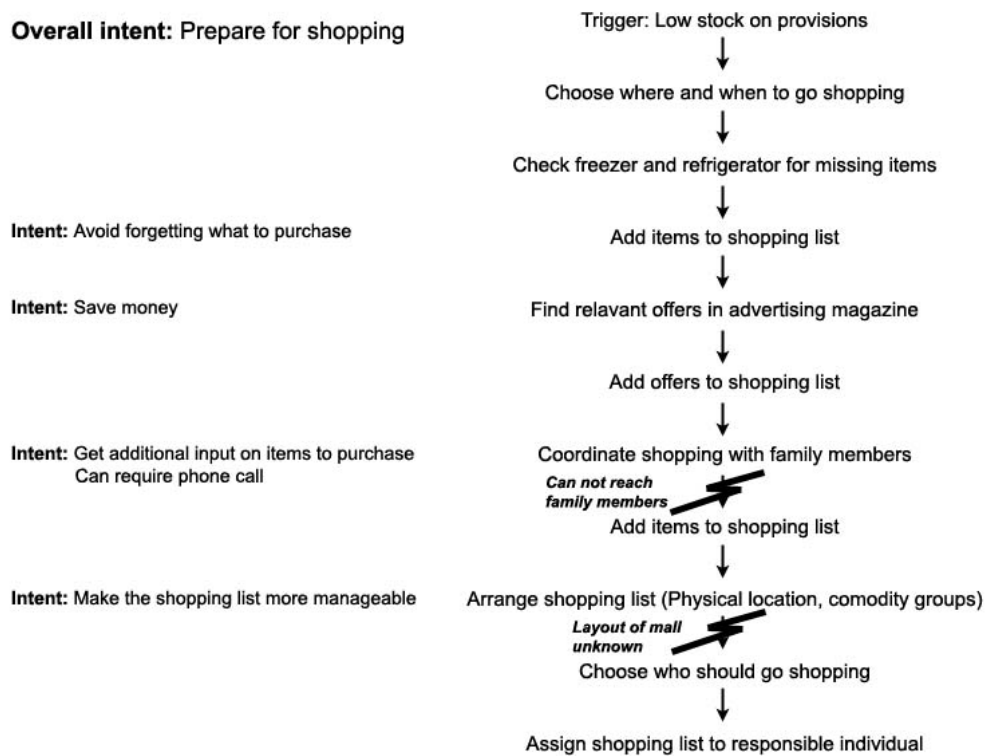 Overall intent: Prepare for shopping
Trigger: Low stock on provisions
Choose where and when to go shopping
Check freezer and refrigerator for missing items
Intent: Avoid forgetting what to purchase
Add items to shopping list
Intent: Save money
Find relavant offers in advertising magazine
Add offers to shopping list
Intent: Get additional input on items to purchase
Can require phone call
Coordinate shopping with family members
Can not reach
family members
Add items to shopping list
Intent: Make the shopping list more manageable
Arrange shopping list (Physical location, comodity groups)
Layout of mall
unknown
Choose who should go shopping
Assign shopping list to responsible individual